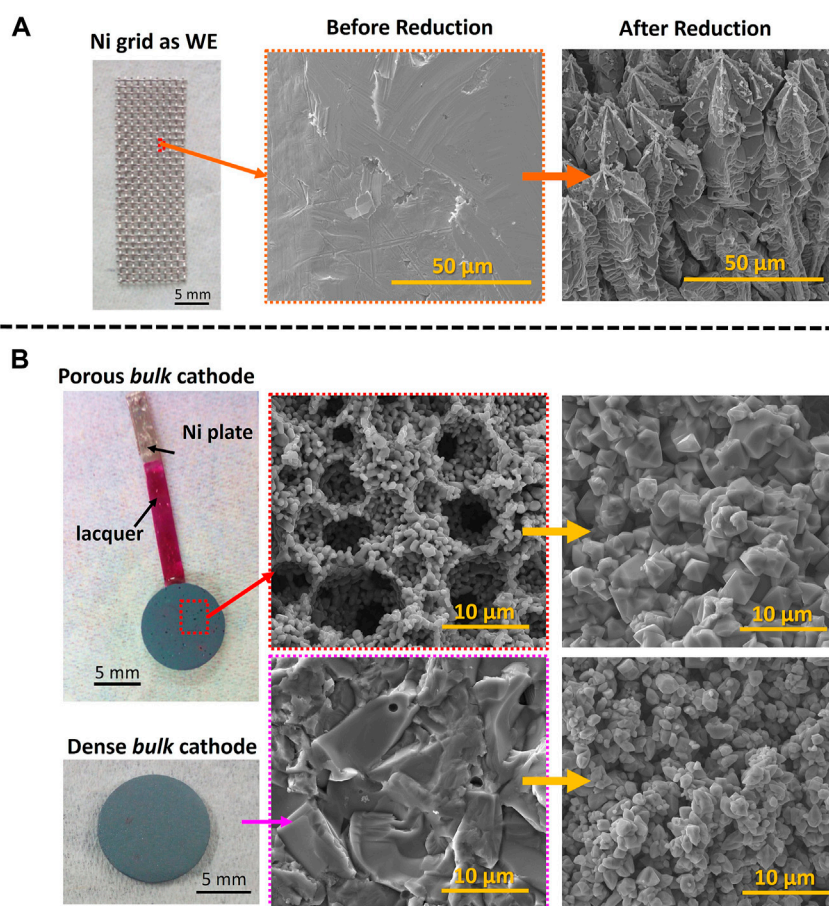 A
Ni grid as WE
Before Reduction
After Reduction
5 mm
50 μm
50 μm
B
Porous bulk cathode
Ni plate
lacquer
5 mm
10 μm
10 μm
Dense bulk cathode
5 mm
10 μm
10 μm